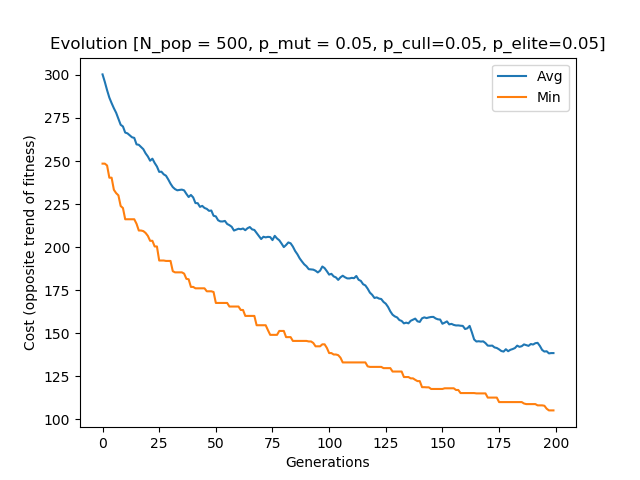 Evolution [N_pop = 500, p_mut = 0.05, p_cull=0.05, p_elite=0.05]
Avg
Min
Cost (opposite trend of fitness)
300
275
250
225
200
175
150
125
100
0 25 50 75 100 125 150 175 200
Generations